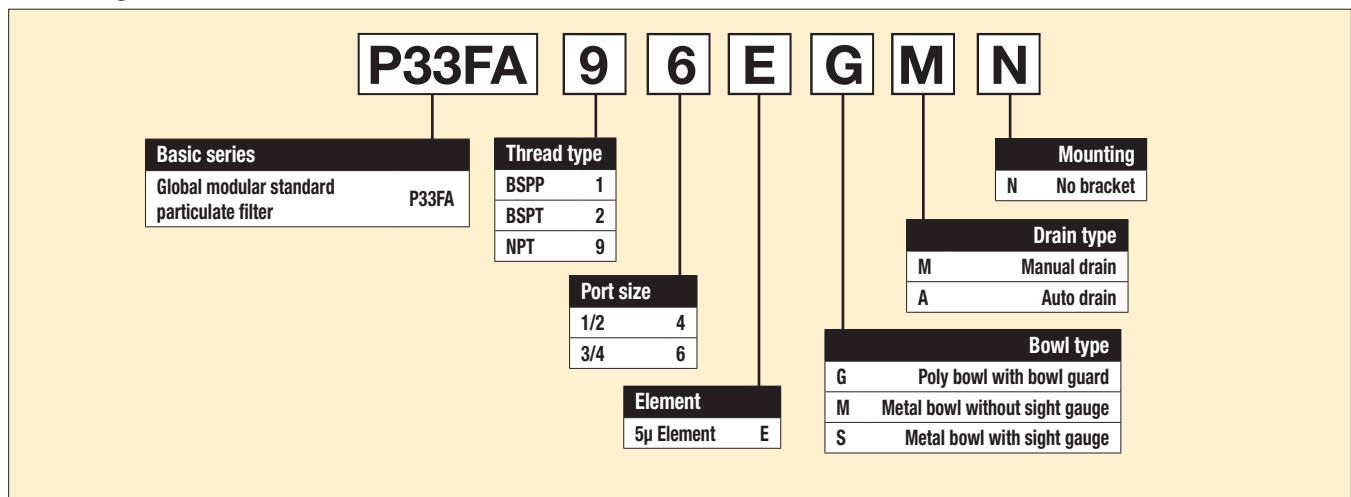 P33FA 9 6 E G M N
Basic series
Global modular standard
particulate filter P33FA
Thread type
BSPP 1
BSPT 2
NPT 9
Port size
1/2 4
3/4 6
Element
5µ Element E
Mounting
N No bracket
Drain type
M Manual drain
A Auto drain
Bowl type
G Poly bowl with bowl guard
M Metal bowl without sight gauge
S Metal bowl with sight gauge